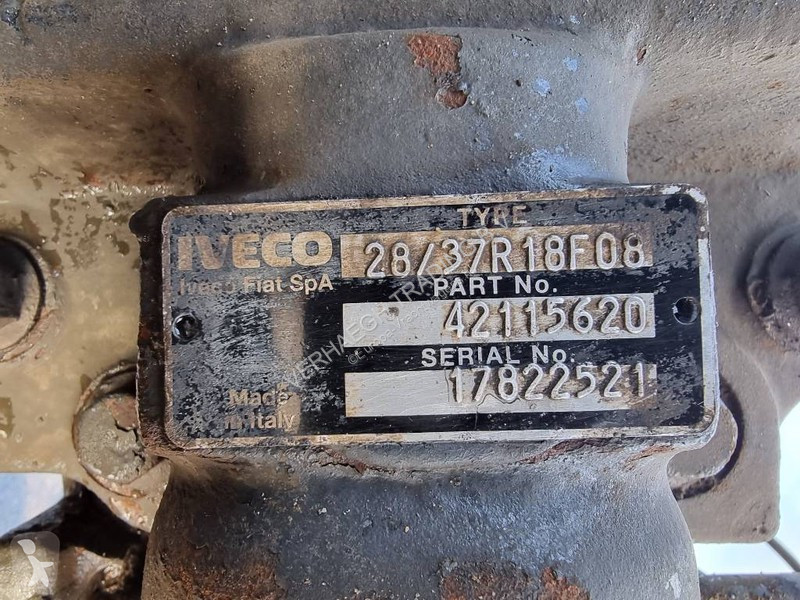 TYPE
IVECO 28/37R18F08
Iveco Fiat SpA
PART No.
42115620
SERIAL No.
17822521
Made
in Italy